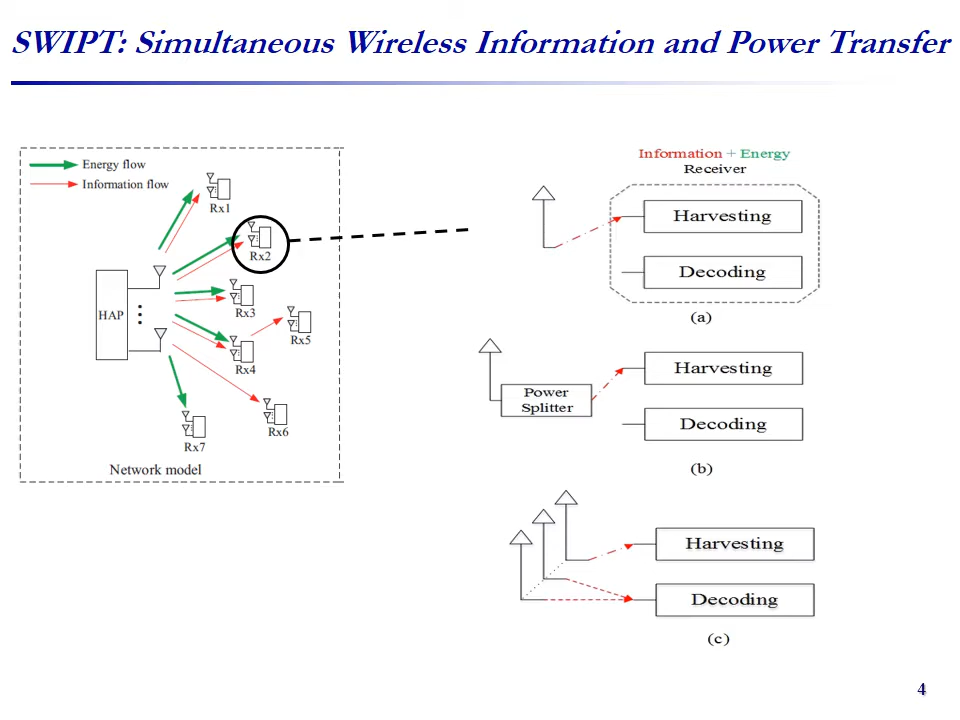 SWIPT: Simultaneous Wireless Information and Power Transfer
Energy flow
Information flow
Rx1
Rx2
HAP
Rx3
Rx5
Rx4
Rx6
Rx7
Network model
Information + Energy
Receiver
Harvesting
Decoding
(a)
Power
Splitter
Harvesting
Decoding
(b)
Harvesting
Decoding
(c)
4